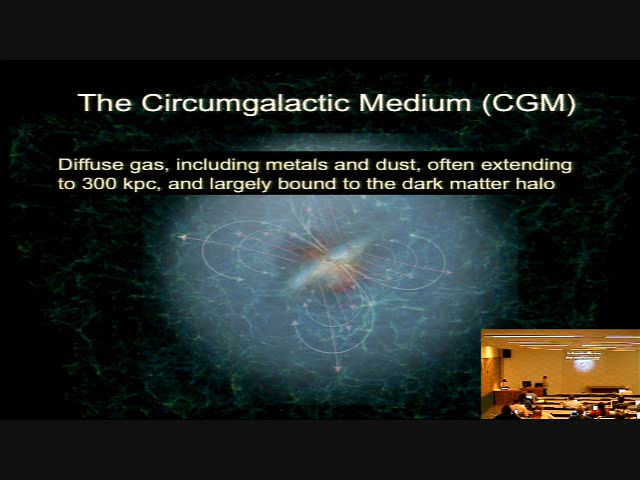 The Circumgalactic Medium (CGM)
Diffuse gas, including metals and dust, often extending
to 300 kpc, and largely bound to the dark matter halo